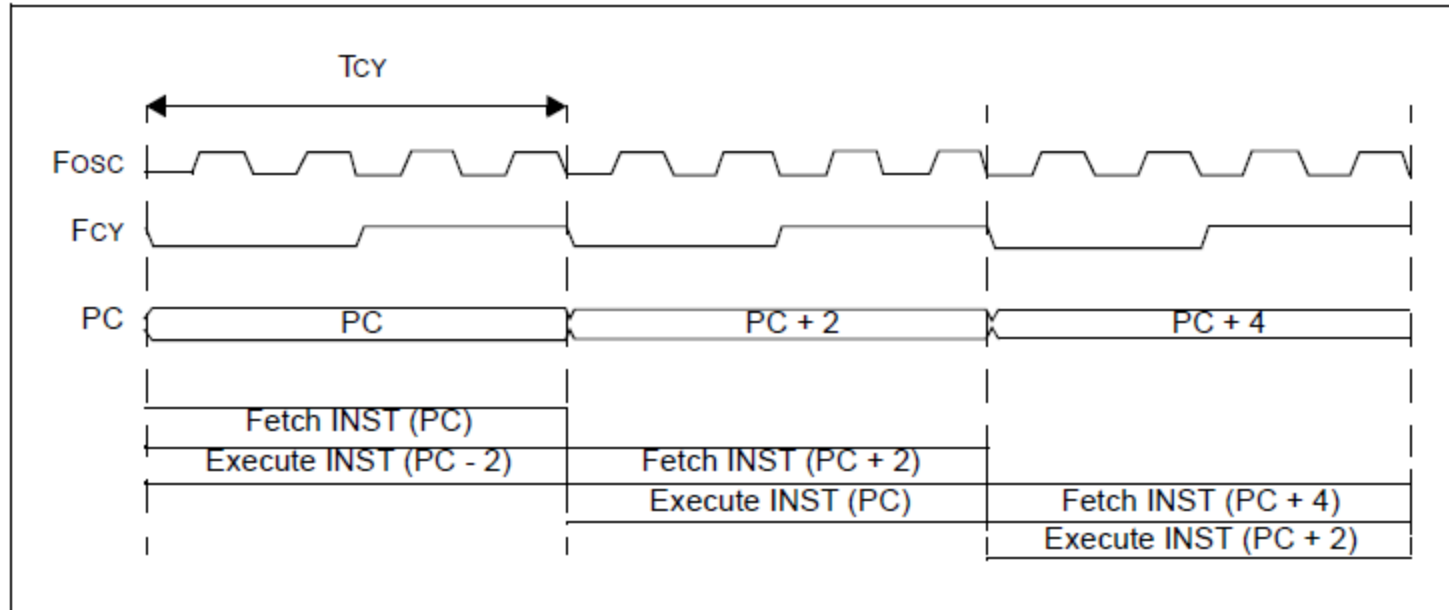 TCY
FOSC
FCY
PC PC PC + 2 PC + 4
Fetch INST (PC)
Execute INST (PC - 2) Fetch INST (PC + 2)
Execute INST (PC) Fetch INST (PC + 4)
Execute INST (PC + 2)